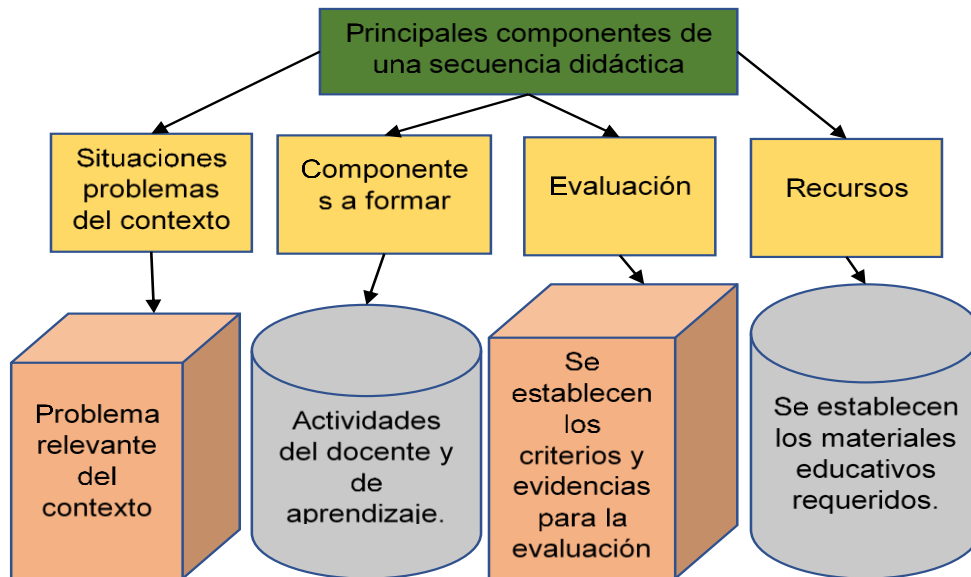 Principales componentes de
una secuencia didáctica
Situaciones
problemas
del contexto
Componente
s a formar
Evaluación
Recursos
Problema
relevante
del
contexto
Actividades
del docente y
de
aprendizaje.
Se
establecen
los
criterios y
evidencias
para la
evaluación
Se establecen
los materiales
educativos
requeridos.